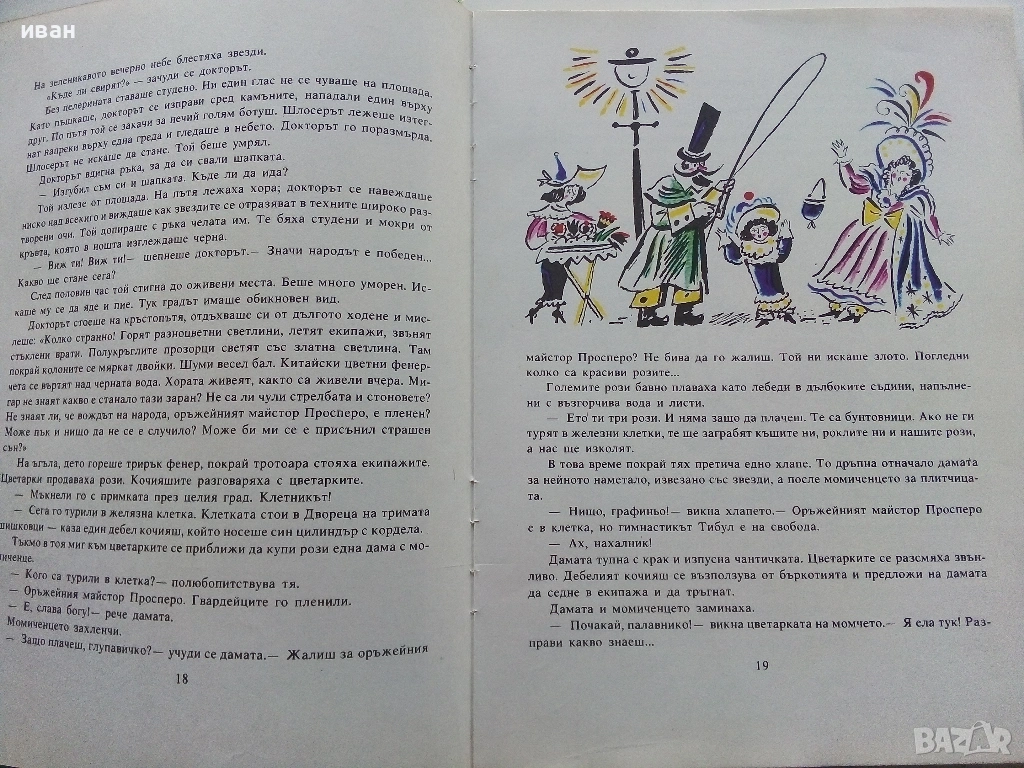 иван
На зеленикавото вечерно небе блестяха звезди.
«Къде ли свирят?» — зачуди се докторът.
Без пелерината ставаше студено. Ни един глас не се чуваше на площада.
Като пъшкаше, докторът се изправи сред камъните, нападали един върху
друг. По пътя той се закачи за нечий голям ботуш. Шлосерът лежеше изтег-
нат напреки върху една греда и гледаше в небето. Докторът го поразмърда.
Шлосерът не искаше да стане. Той беше умрял.
Докторът вдигна ръка, за да си свали шапката.
— Изгубил съм си и шапката. Къде ли да ида?
Той излезе от площада. На пътя лежаха хора; докторът се навеждаше
ниско над всекиго и виждаше как звездите се отразяват в техните широко раз-
творени очи. Той допираше с ръка челата им. Те бяха студени и мокри от
кръвта, която в нощта изглеждаше черна.
— Виж ти! Виж ти!— шепнеше докторът.— Значи народът е победен...
Какво ще стане сега?
След половин час той стигна до оживени места. Беше много уморен. Ис-
каше му се да яде и пие. Тук градът имаше обикновен вид.
Докторът стоеше на кръстопътя, отдъхваше си от дългото ходене и мис-
леше: «Колко странно! Горят разноцветни светлини, летят екипажи, звънят
стъклени врати. Полукръглите прозорци светят със златна светлина. Там
покрай колоните се мяркат двойки. Шуми весел бал. Китайски цветни фенер-
чета се въртят над черната вода. Хората живеят, както са живели вчера. Ми-
гар не знаят какво е станало тази заран? Не са ли чули стрелбата и стоновете?
Не знаят ли, че вождът на народа, оръжейният майстор Просперо, е пленен?
Може пък и нищо да не се е случило? Може би ми се е присънил страшен
сън?»
На ъгъла, дето гореше трирък фенер, покрай тротоара стояха екипажите.
Цветарки продаваха рози. Кочияшите разговаряха с цветарките.
— Мъкнели го с примката през целия град. Клетникът!
— Сега го турили в желязна клетка. Клетката стои в Двореца на тримата
шишковци — каза един дебел кочияш, който носеше син цилиндър с кордела.
Тъкмо в тоя миг към цветарките се приближи да купи рози една дама с мо-
миченце.
— Кого са турили в клетка?— полюбопитствува тя.
— Оръжейния майстор Просперо. Гвардейците го пленили.
— Е, слава богу!— рече дамата.
Момиченцето захленчи.
— Защо плачеш, глупавичко?— учуди се дамата.— Жалиш за оръжейния
18
майстор Просперо? Не бива да го жалиш. Той ни искаше злото. Погледни
колко са красиви розите...
Големите рози бавно плаваха като лебеди в дълбоките съдини, напълне-
ни с възгорчива вода и листи.
— Ето ти три рози. И няма защо да плачеш. Те са бунтовници. Ако не ги
турят в железни клетки, те ще заграбят къщите ни, роклите ни и нашите рози,
а нас ще изколят.
В това време покрай тях претича едно хлапе. То дръпна отначало дамата
за нейното наметало, извезано със звезди, а после момиченцето за плитчица-
та.
— Нищо, графиньо!— викна хлапето.— Оръжейният майстор Просперо
е в клетка, но гимнастикът Тибул е на свобода.
— Ах, нахалник!
Дамата тупна с крак и изпусна чантичката. Цветарките се разсмяха звън-
ливо. Дебелият кочияш се възползува от бъркотията и предложи на дамата
да седне в екипажа и да тръгнат.
Дамата и момиченцето заминаха.
— Почакай, палавнико!— викна цветарката на момчето.— Я ела тук! Раз-
прави какво знаеш...
19
BAZAR